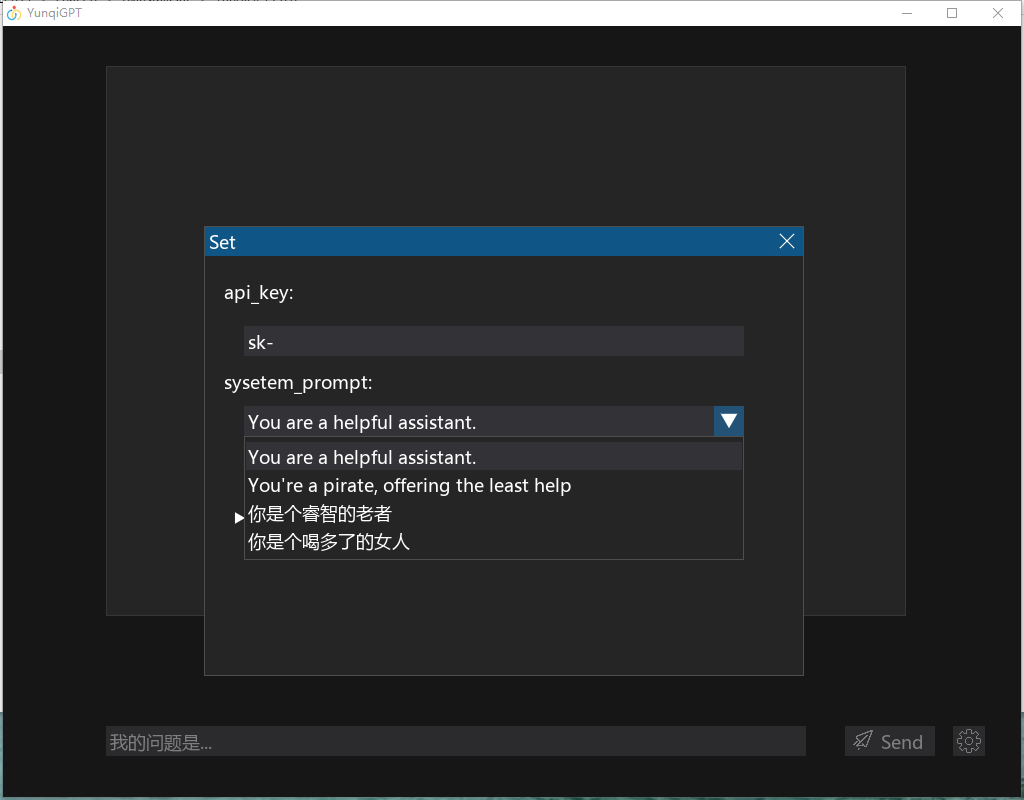 YunqiGPT
Set
api_key:
sk-
sysetem_prompt:
You are a helpful assistant.
You are a helpful assistant.
You're a pirate, offering the least help
你是个睿智的老者
你是个喝多了的女人
我的问题是...
Send